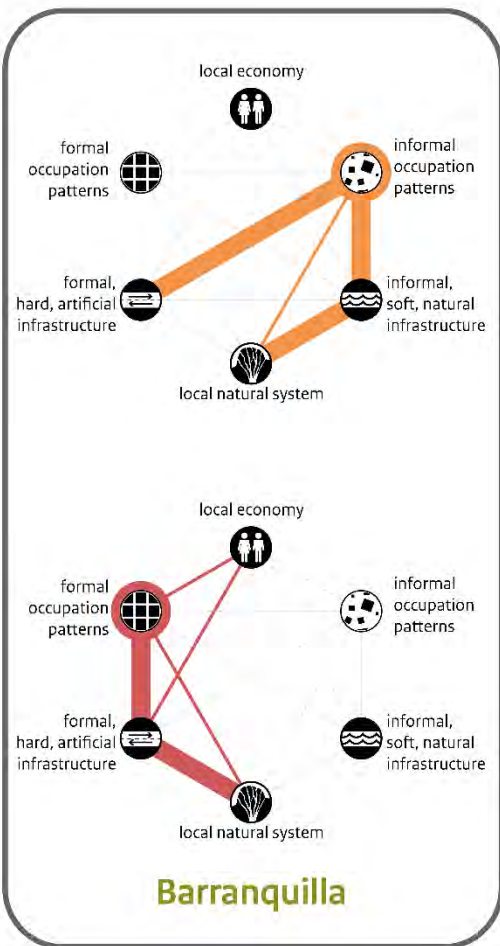 local economy
formal
occupation
patterns
informal
occupation
patterns
formal,
hard, artificial
infrastructure
informal,
soft, natural
infrastructure
local natural system
local economy
formal
occupation
patterns
informal
occupation
patterns
formal,
hard, artificial
infrastructure
informal,
soft, natural
infrastructure
local natural system
Barranquilla